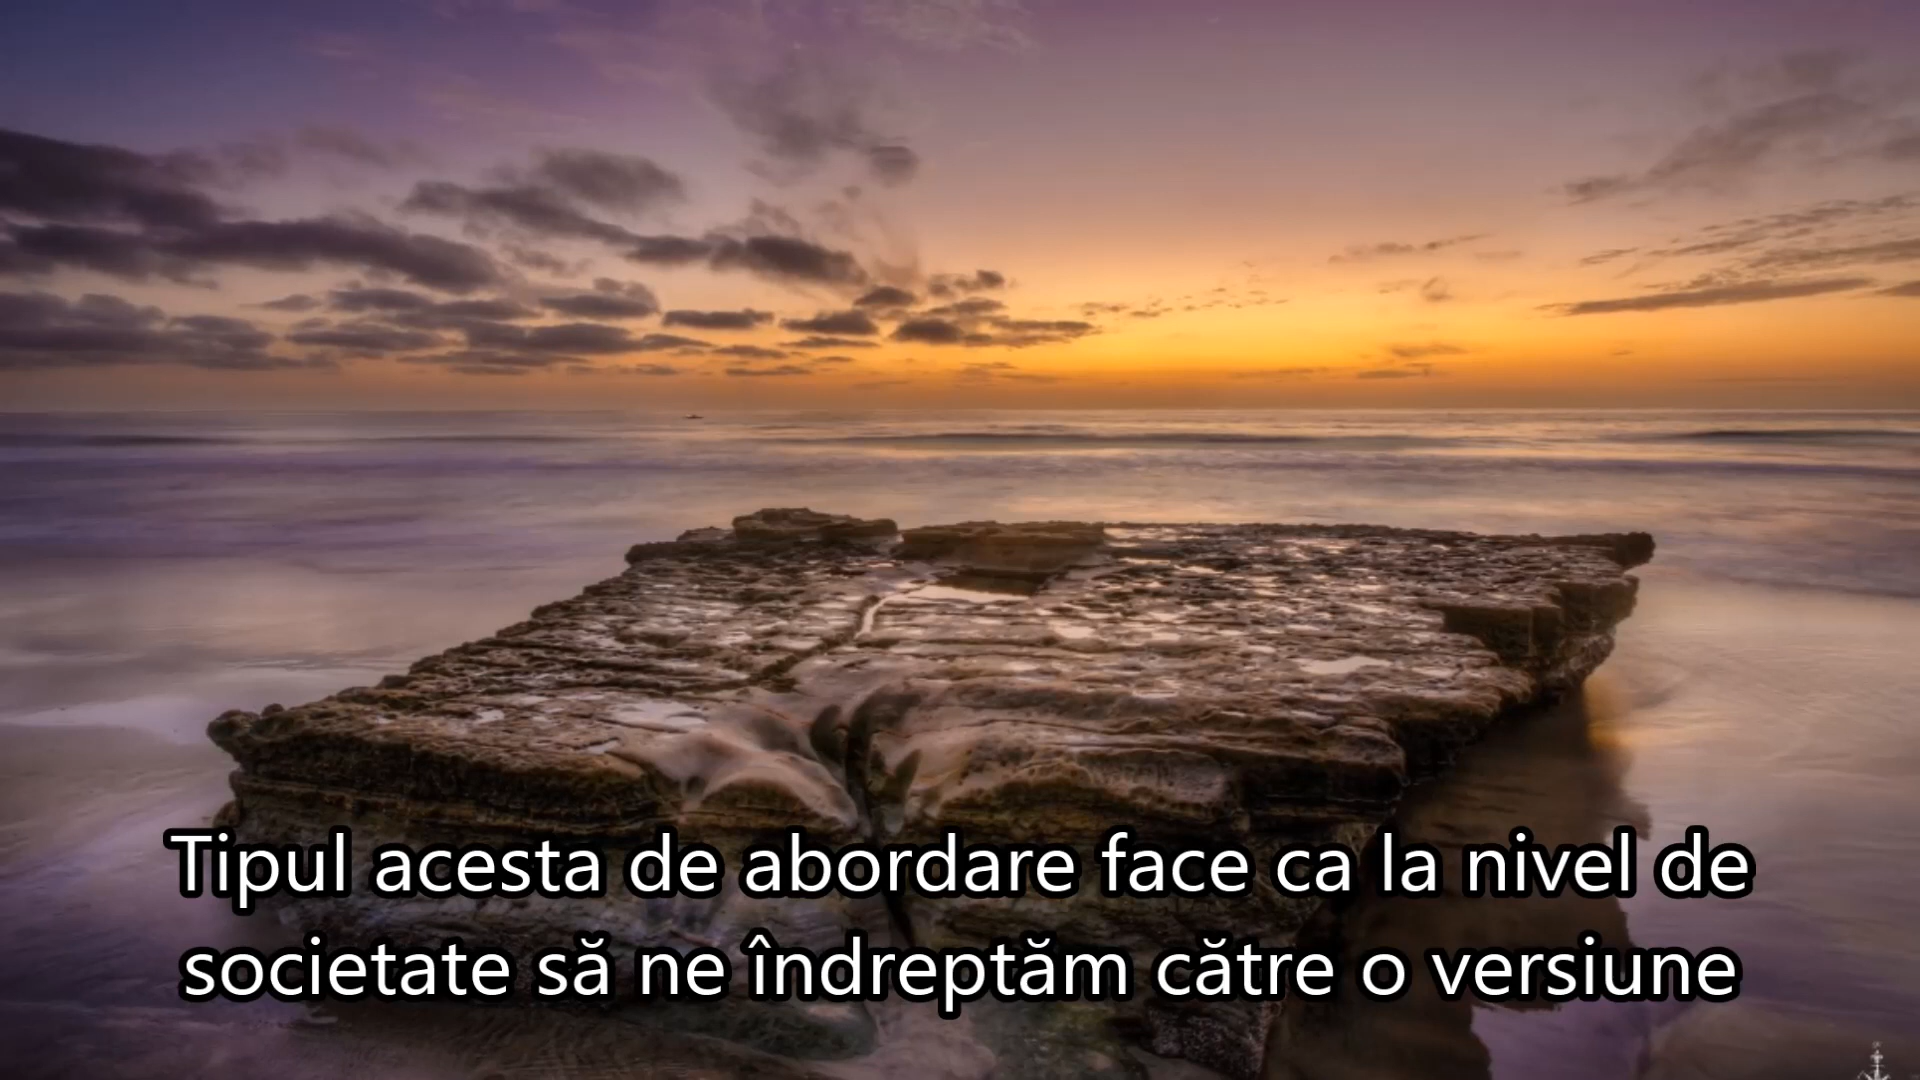 Tipul acesta de abordare face ca la nivel de
societate să ne îndreptăm către o versiune